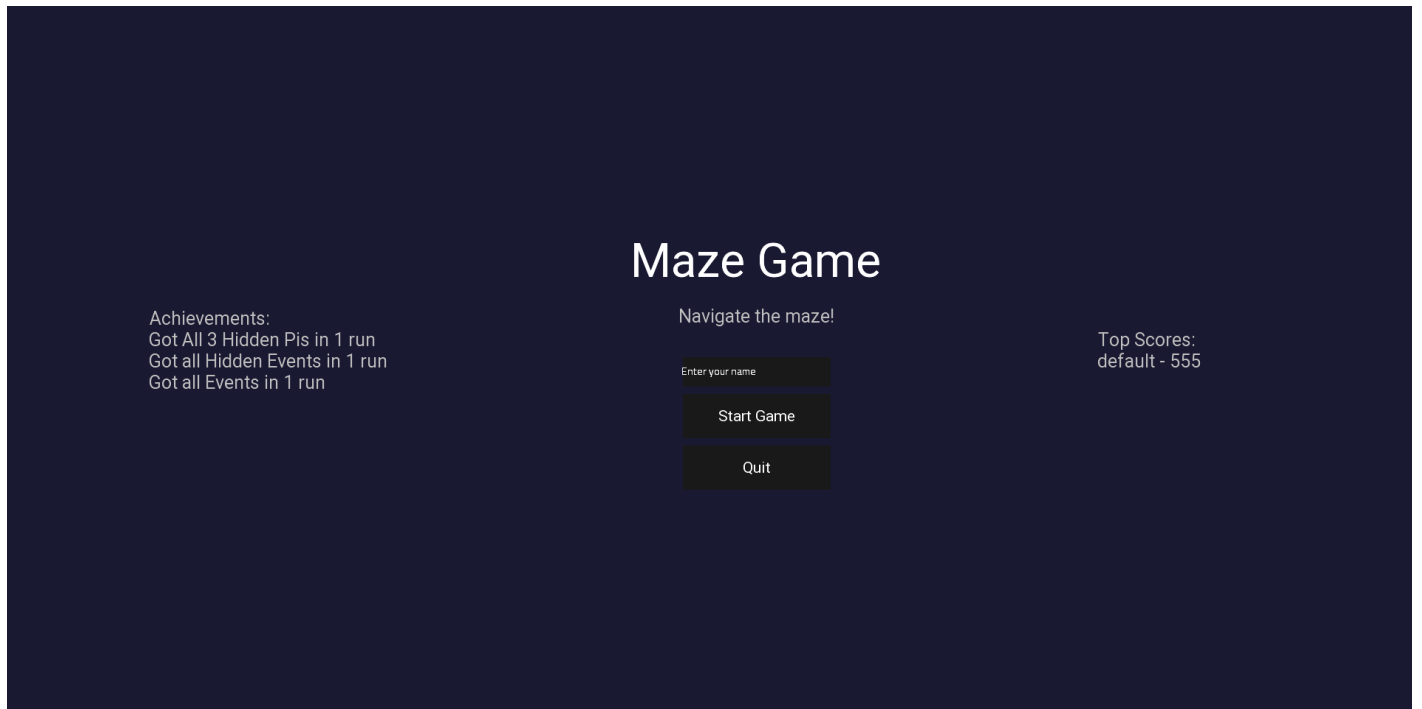 Maze Game
Navigate the maze!
Achievements:
Got All 3 Hidden Pis in 1 run
Got all Hidden Events in 1 run
Got all Events in 1 run
Enter your name
Start Game
Quit
Top Scores:
default - 555